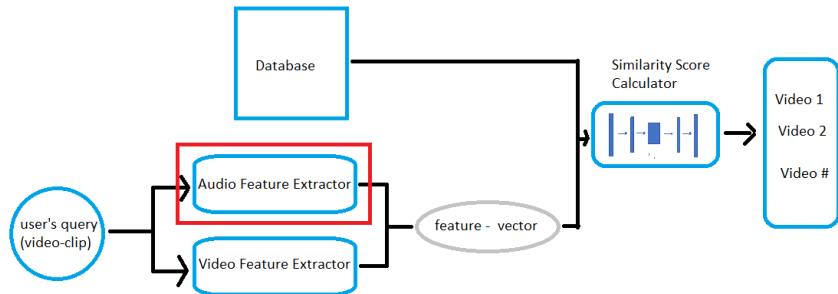 Database
Similarity Score
Calculator
Video 1
Video 2
Video #
Audio Feature Extractor
user's query
(video-clip)
feature - vector
Video Feature Extractor